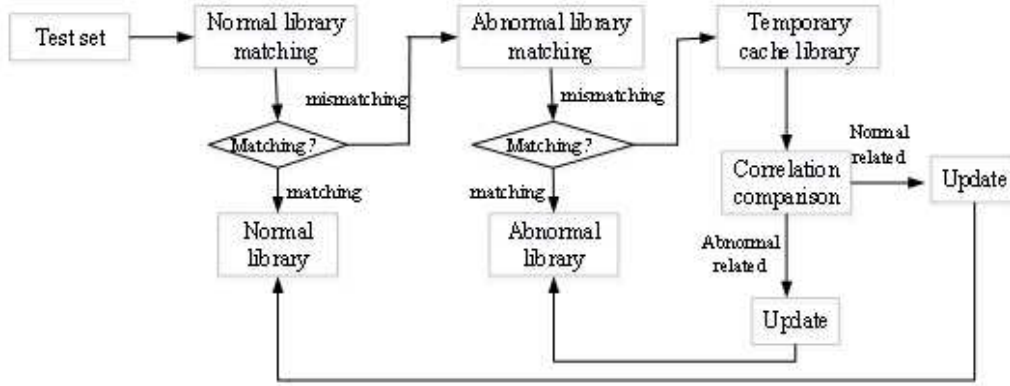 Test set
Normal library
matching
Abnormal library
matching
Temporary
cache library
mismatching
mismatching
Matching?
Matching?
Normal
related
matching
matching
Correlation
comparison
Update
Normal
library
Abnormal
library
Abnormal
related
Update